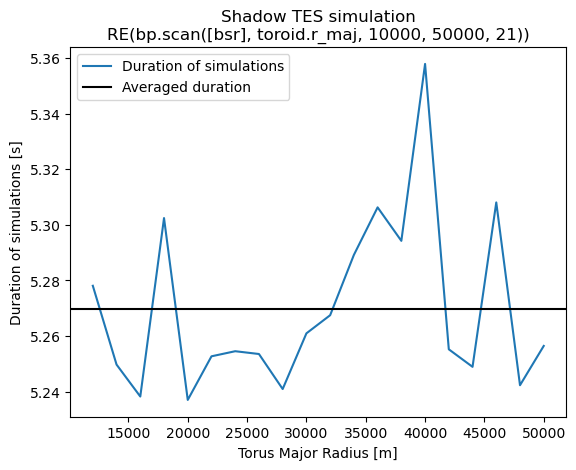 Shadow TES simulation
RE(bp.scan([bsr], toroid.r_maj, 10000, 50000, 21))
Duration of simulations
Averaged duration
Duration of simulations [s]
5.36
5.34
5.32
5.30
5.28
5.26
5.24
15000 20000 25000 30000 35000 40000 45000 50000
Torus Major Radius [m]